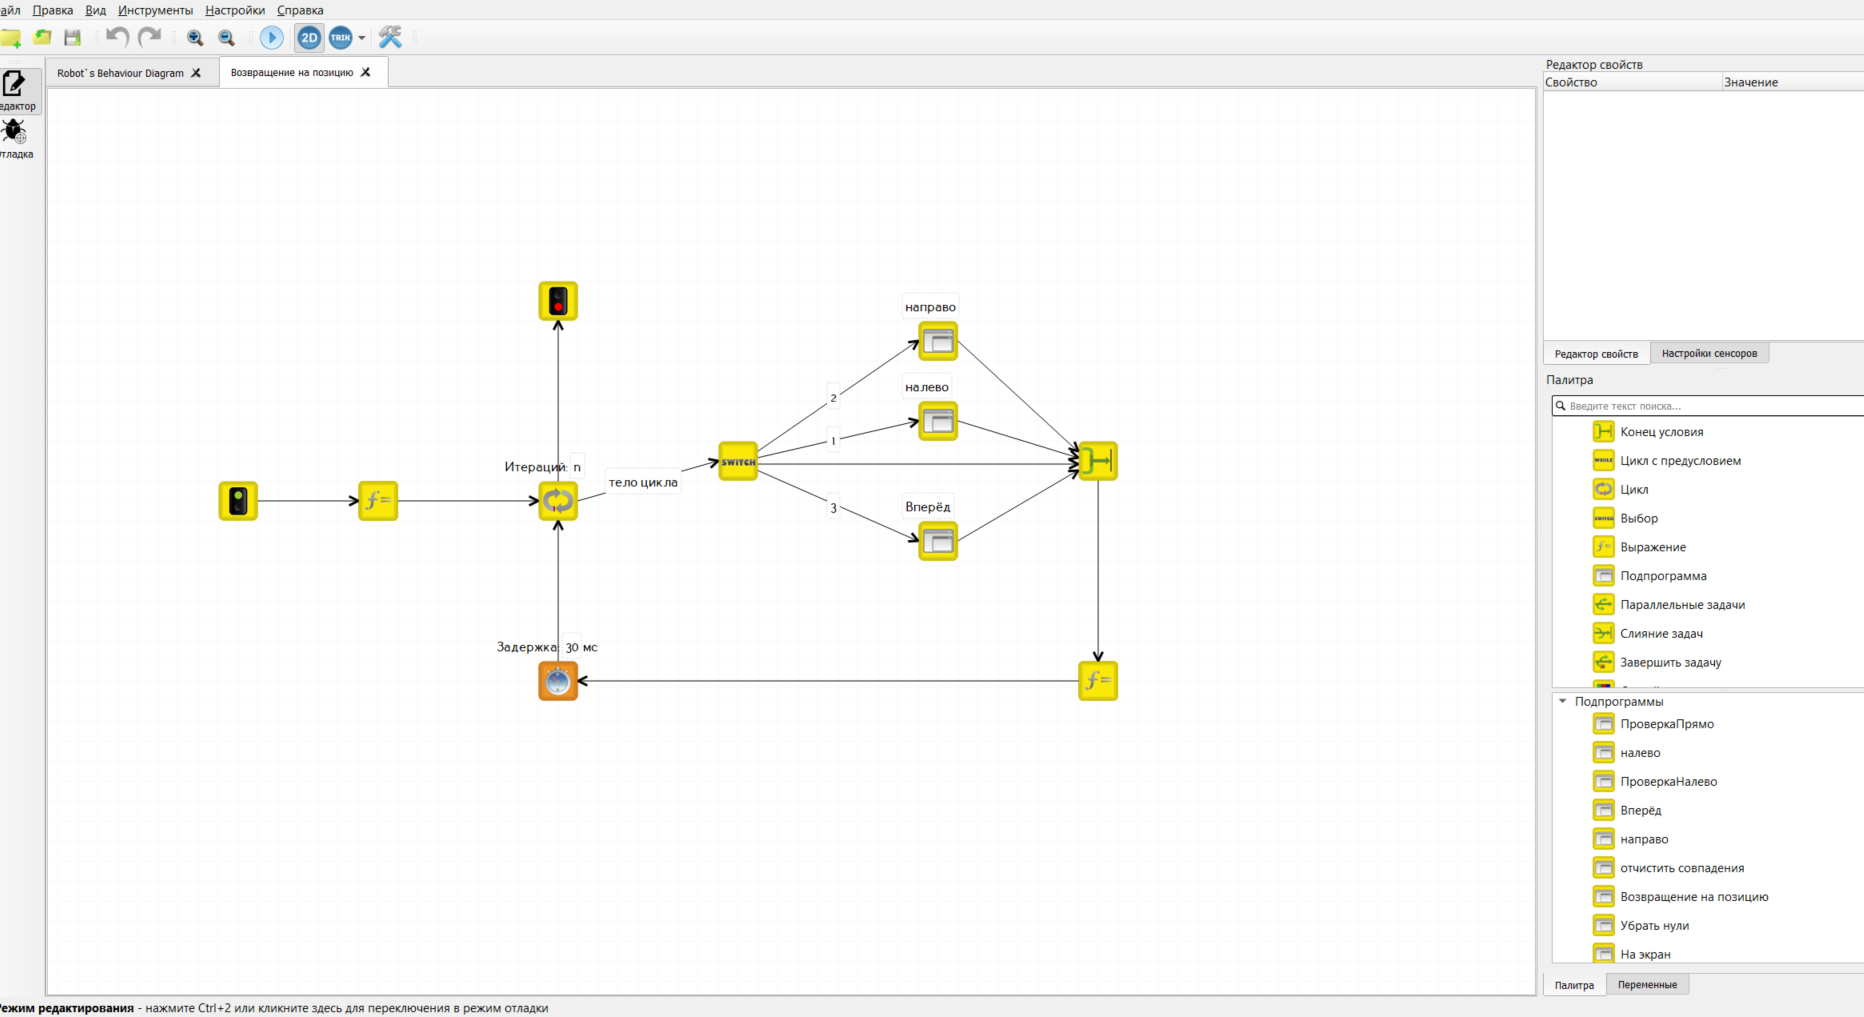 айл Правка Вид Инструменты Настройки Справка
2D TRIK
Robot`s Behaviour Diagram Возвращение на позицию
едактор
тладка
направо
2
налево
1
SWITCH
Итераций: n
тело цикла
Вперёд
3
Задержка: 30 мс
Редактор свойств
Свойство Значение
Редактор свойств Настройки сенсоров
Палитра
Введите текст поиска...
Конец условия
WHILE Цикл с предусловием
Цикл
SWITCH Выбор
Выражение
Подпрограмма
Параллельные задачи
Слияние задач
Завершить задачу
Подпрограммы
ПроверкаПрямо
налево
ПроверкаНалево
Вперёд
направо
отчистить совпадения
Возвращение на позицию
Убрать нули
На экран
Палитра Переменные
Режим редактирования - нажмите Ctrl+2 или кликните здесь для переключения в режим отладки